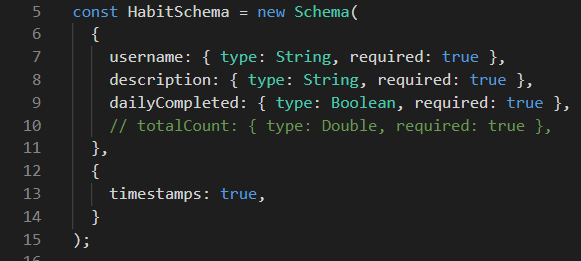 5 const HabitSchema = new Schema(
6 {
7 username: { type: String, required: true },
8 description: { type: String, required: true },
9 dailyCompleted: { type: Boolean, required: true },
10 // totalCount: { type: Double, required: true },
11 },
12 {
13 timestamps: true,
14 }
15 );